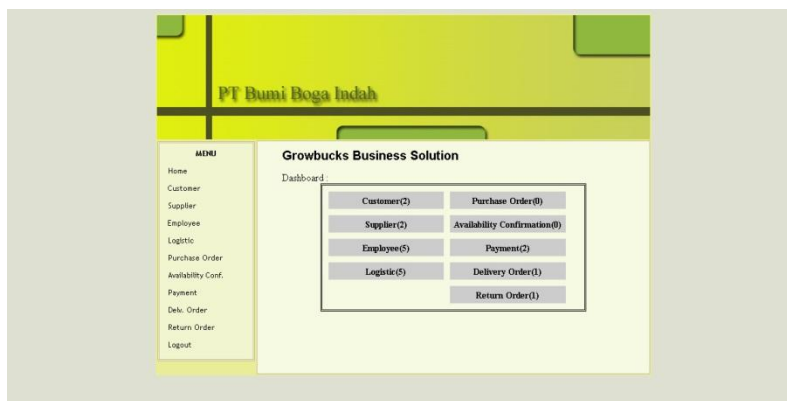 PT Bumi Boga Indah
MENU
Home
Customer
Supplier
Employee
Logistic
Purchase Order
Availability Conf.
Payment
Delv. Order
Return Order
Logout
Growbucks Business Solution
Dashboard :
Customer(2) Purchase Order(0)
Supplier(2) Availability Confirmation(0)
Employee(5) Payment(2)
Logistic(5) Delivery Order(1)
Return Order(1)